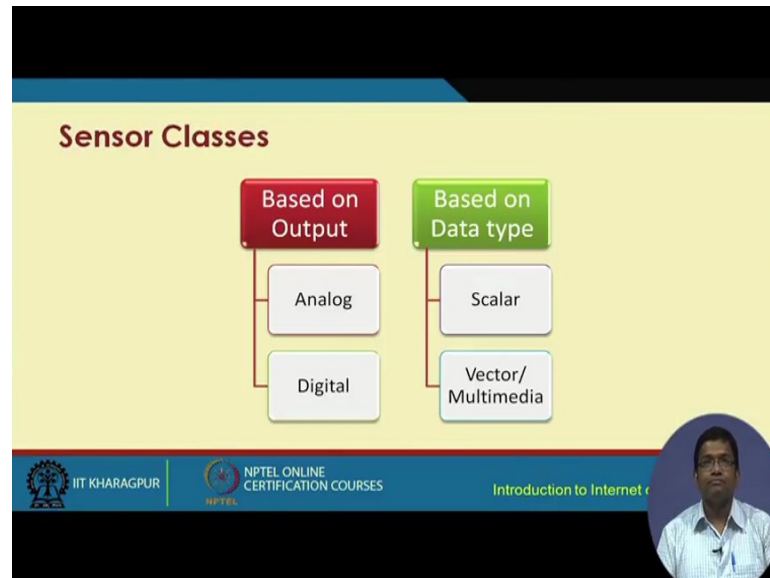 Sensor Classes
Based on
Output
Analog
Digital
Based on
Data type
Scalar
Vector/
Multimedia
IIT KHARAGPUR
NPTEL
NPTEL ONLINE
CERTIFICATION COURSES
Introduction to Internet